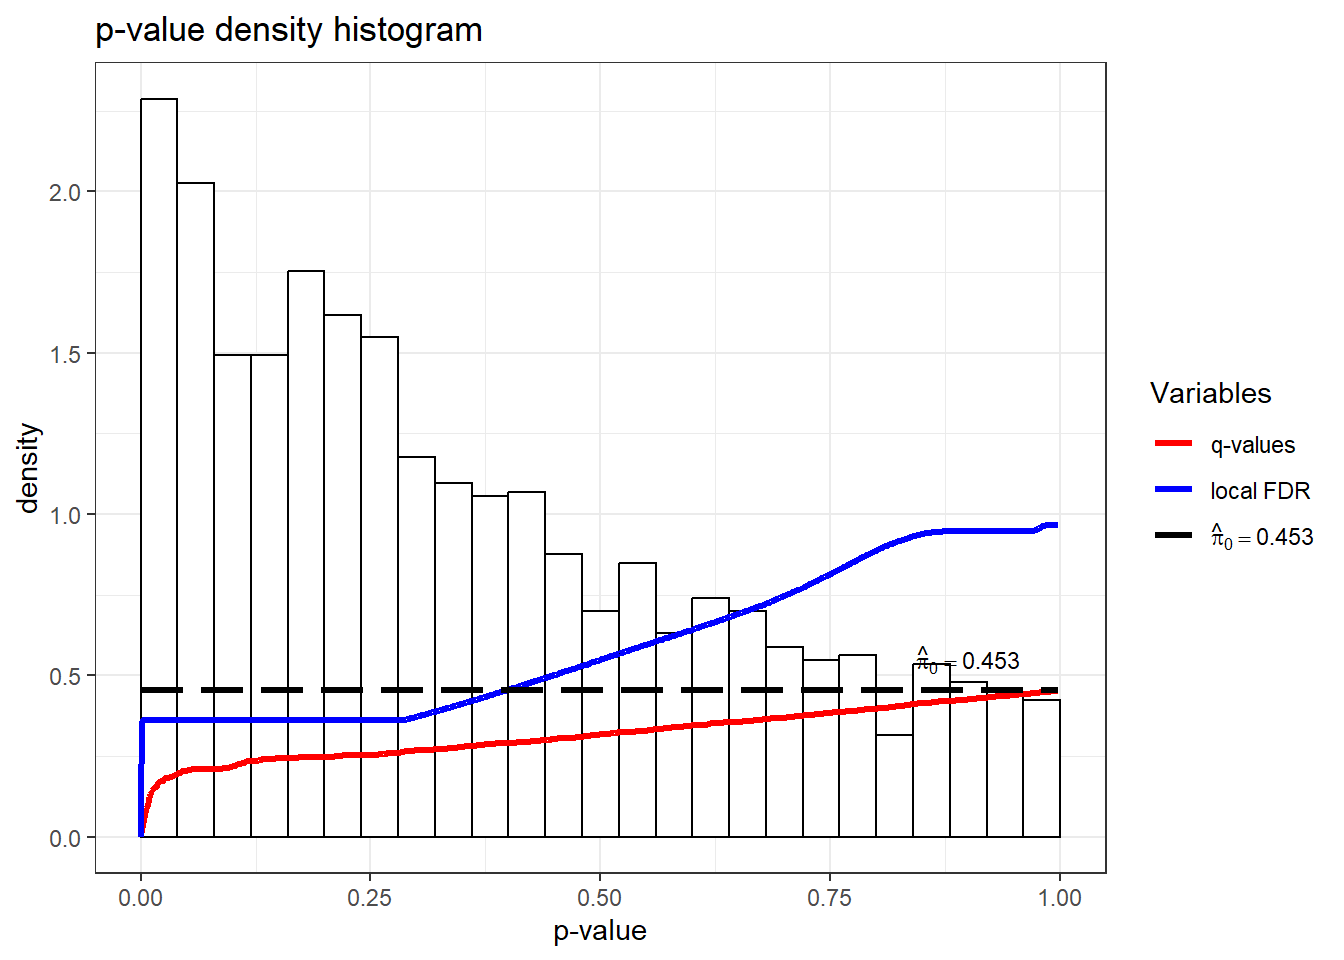 p-value density histogram
density
2.0
1.5
1.0
0.5
0.0
0.00 0.25 0.50 0.75 1.00
p-value
π̂₀ = 0.453
Variables
q-values
local FDR
π̂₀ = 0.453